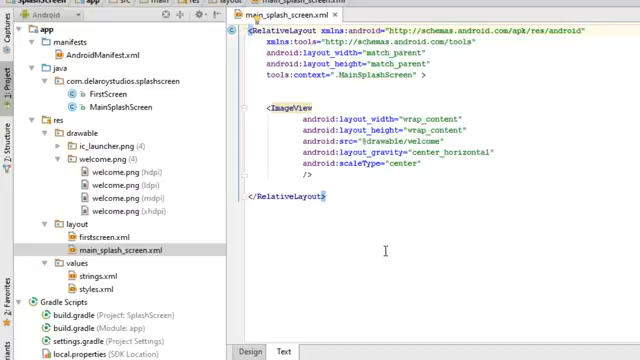 SplashScreen
app
src
main
res
layout
main_splash_screen.xml
Android
main_splash_screen.xml
Captures
1: Project
7: Structure
2: Favorites
app
manifests
AndroidManifest.xml
java
com.delaroystudios.splashscreen
FirstScreen
MainSplashScreen
res
drawable
ic_launcher.png (4)
welcome.png (4)
welcome.png (hdpi)
welcome.png (ldpi)
welcome.png (mdpi)
welcome.png (xhdpi)
layout
firstscreen.xml
main_splash_screen.xml
values
strings.xml
styles.xml
Gradle Scripts
build.gradle (Project: SplashScreen)
build.gradle (Module: app)
settings.gradle (Project Settings)
local.properties (SDK Location)
<RelativeLayout xmlns:android="http://schemas.android.com/apk/res/android"
xmlns:tools="http://schemas.android.com/tools"
android:layout_width="match_parent"
android:layout_height="match_parent"
tools:context=".MainSplashScreen" >
<ImageView
android:layout_width="wrap_content"
android:layout_height="wrap_content"
android:src="@drawable/welcome"
android:layout_gravity="center_horizontal"
android:scaleType="center"
/>
</RelativeLayout>
Design
Text